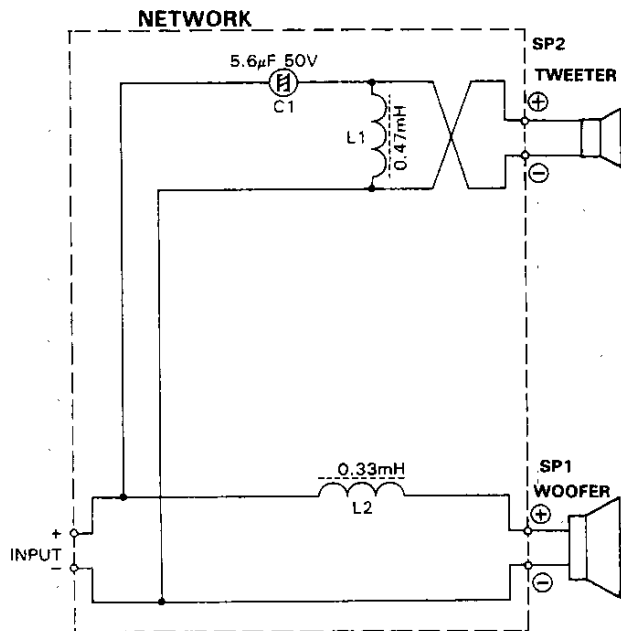 NETWORK
SP2
TWEETER
5.6μF 50V
C1
⊕
L1
0.47mH
⊖
0.33mH
L2
SP1
WOOFER
⊕
+
INPUT
−
⊖